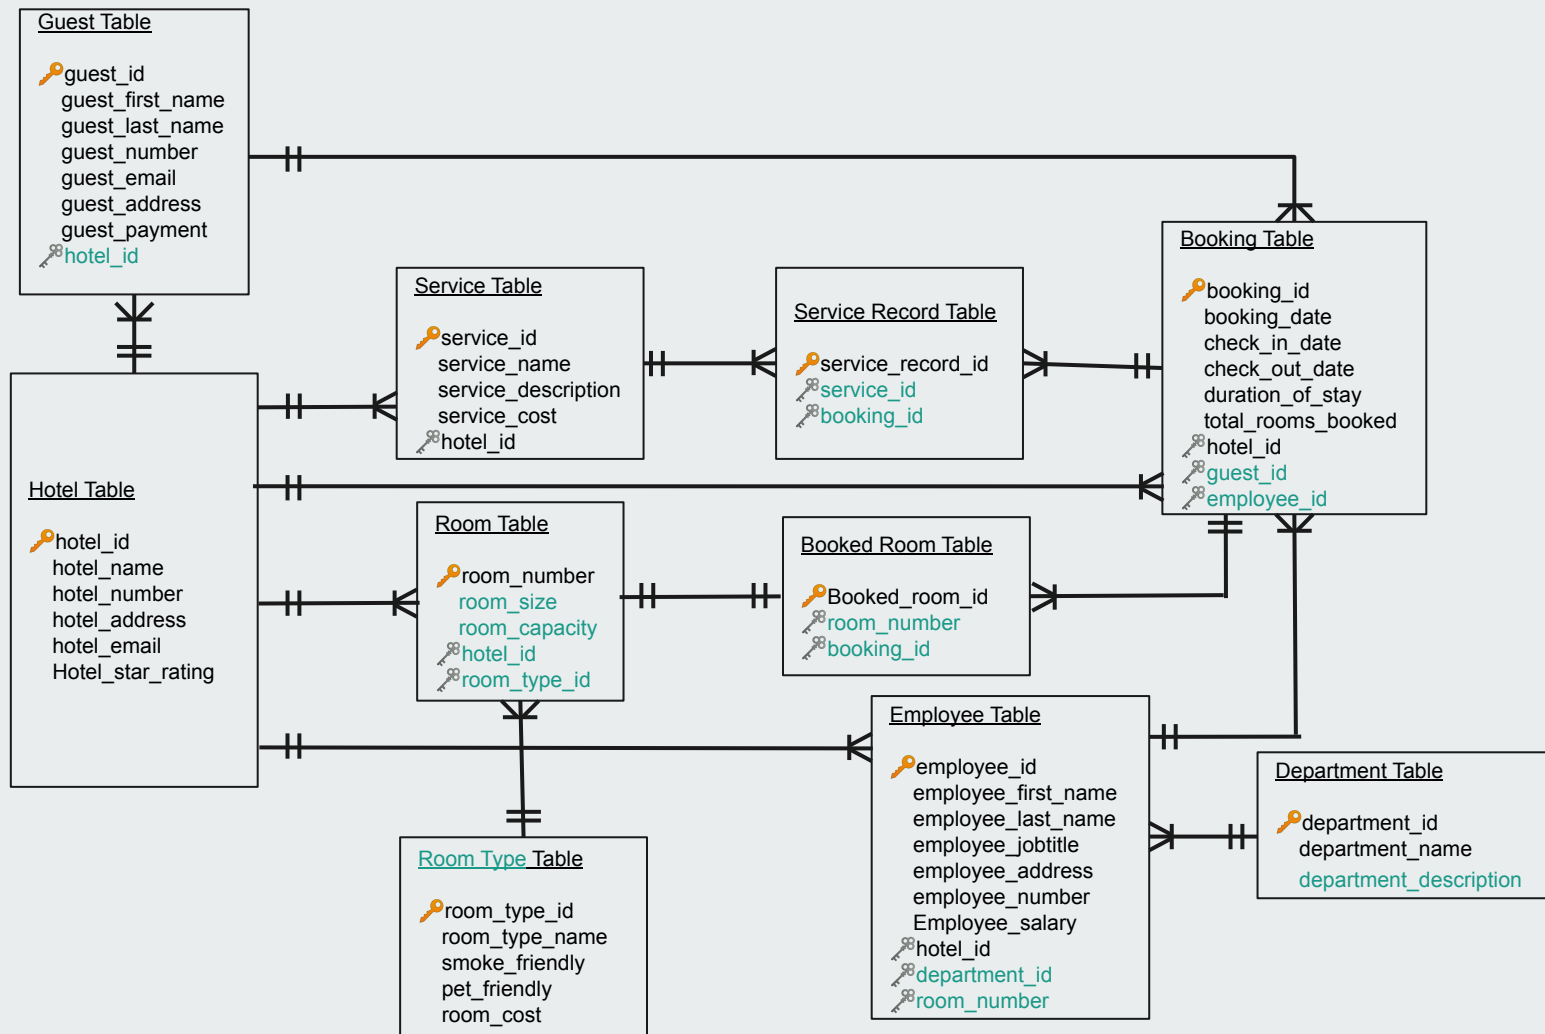 Guest Table
guest_id
guest_first_name
guest_last_name
guest_number
guest_email
guest_address
guest_payment
hotel_id
Service Table
service_id
service_name
service_description
service_cost
hotel_id
Service Record Table
service_record_id
service_id
booking_id
Booking Table
booking_id
booking_date
check_in_date
check_out_date
duration_of_stay
total_rooms_booked
hotel_id
guest_id
employee_id
Hotel Table
hotel_id
hotel_name
hotel_number
hotel_address
hotel_email
Hotel_star_rating
Room Table
room_number
room_size
room_capacity
hotel_id
room_type_id
Booked Room Table
Booked_room_id
room_number
booking_id
Employee Table
employee_id
employee_first_name
employee_last_name
employee_jobtitle
employee_address
employee_number
Employee_salary
hotel_id
department_id
room_number
Department Table
department_id
department_name
department_description
Room Type Table
room_type_id
room_type_name
smoke_friendly
pet_friendly
room_cost